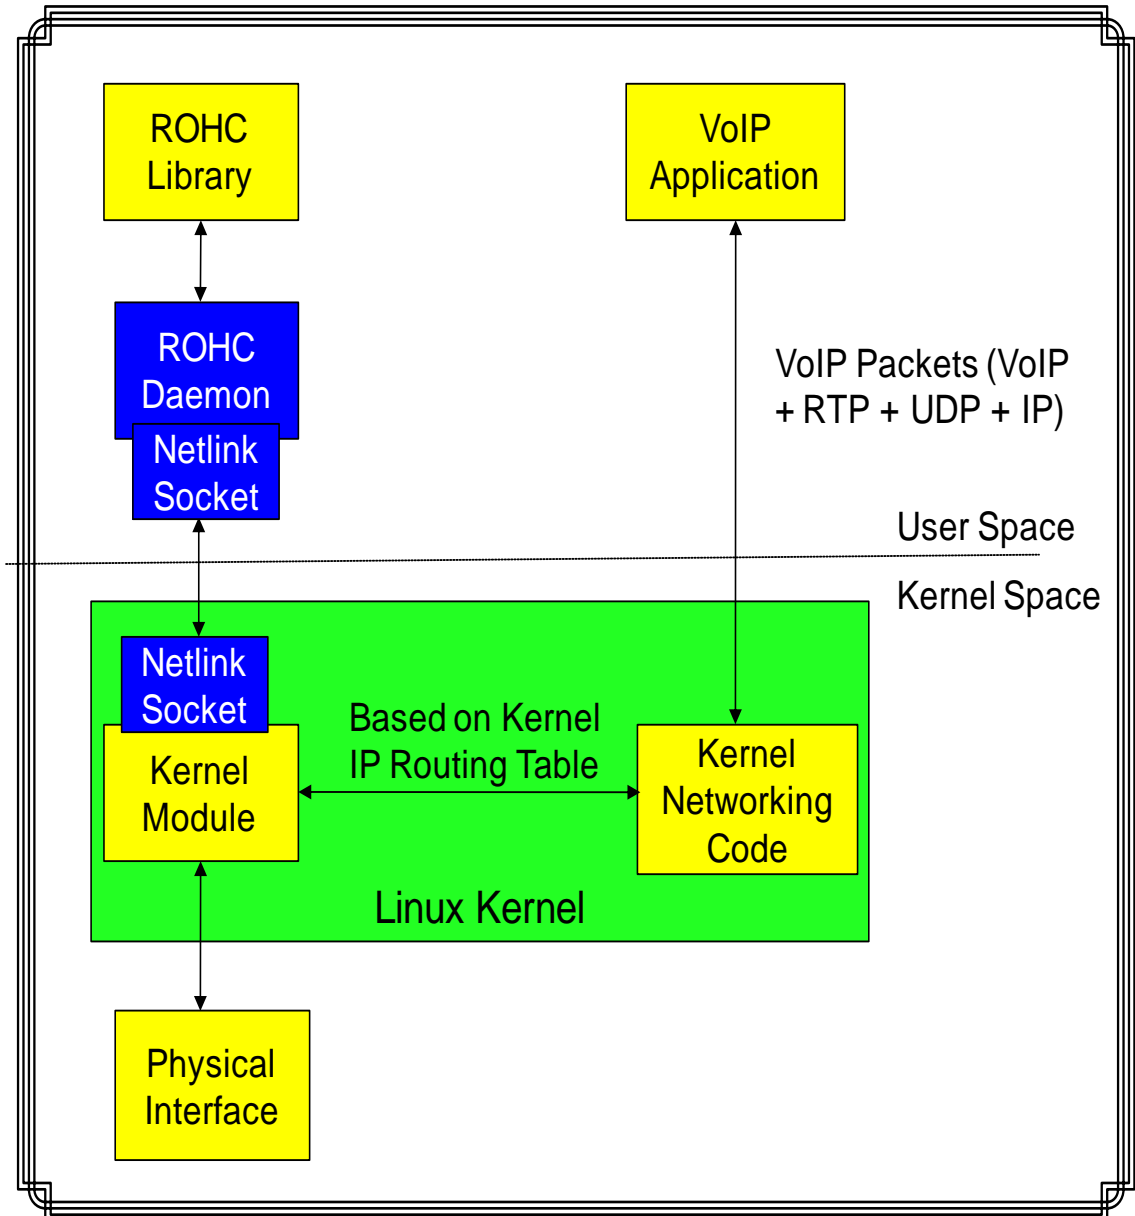 ROHC
Library
VoIP
Application
ROHC
Daemon
Netlink
Socket
VoIP Packets (VoIP
+ RTP + UDP + IP)
User Space
Kernel Space
Netlink
Socket
Based on Kernel
IP Routing Table
Kernel
Module
Kernel
Networking
Code
Linux Kernel
Physical
Interface